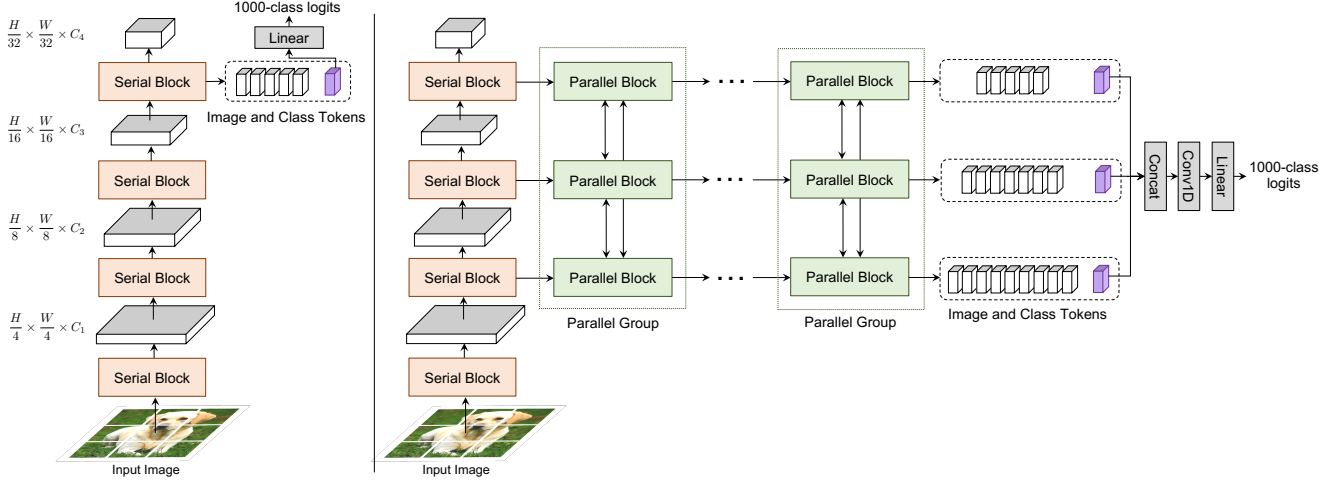 1000-class logits
Linear
H/32 × W/32 × C₄
Serial Block
Image and Class Tokens
H/16 × W/16 × C₃
Serial Block
H/8 × W/8 × C₂
Serial Block
H/4 × W/4 × C₁
Serial Block
Input Image
Serial Block
Parallel Block
...
Parallel Block
Serial Block
Parallel Block
...
Parallel Block
Concat
Conv1D
Linear
1000-class
logits
Serial Block
Parallel Block
...
Parallel Block
Image and Class Tokens
Parallel Group
Parallel Group
Serial Block
Input Image